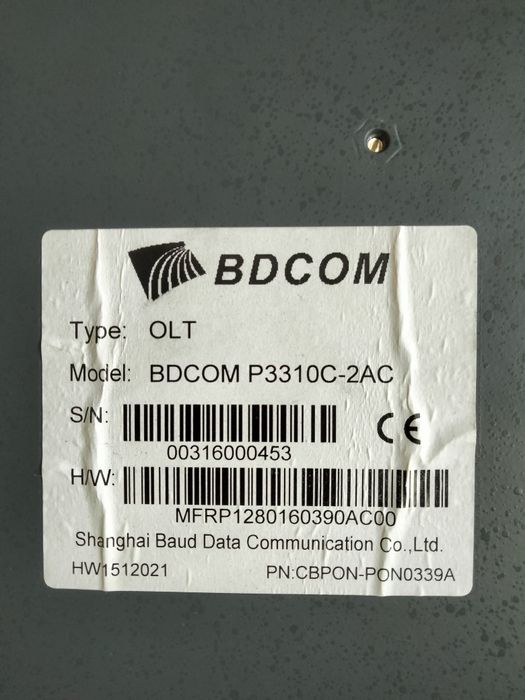 BDCOM
Type: OLT
Model: BDCOM P3310C-2AC
S/N:
00316000453
CE
H/W:
MFRP1280160390AC00
Shanghai Baud Data Communication Co.,Ltd.
HW1512021 PN:CBPON-PON0339A